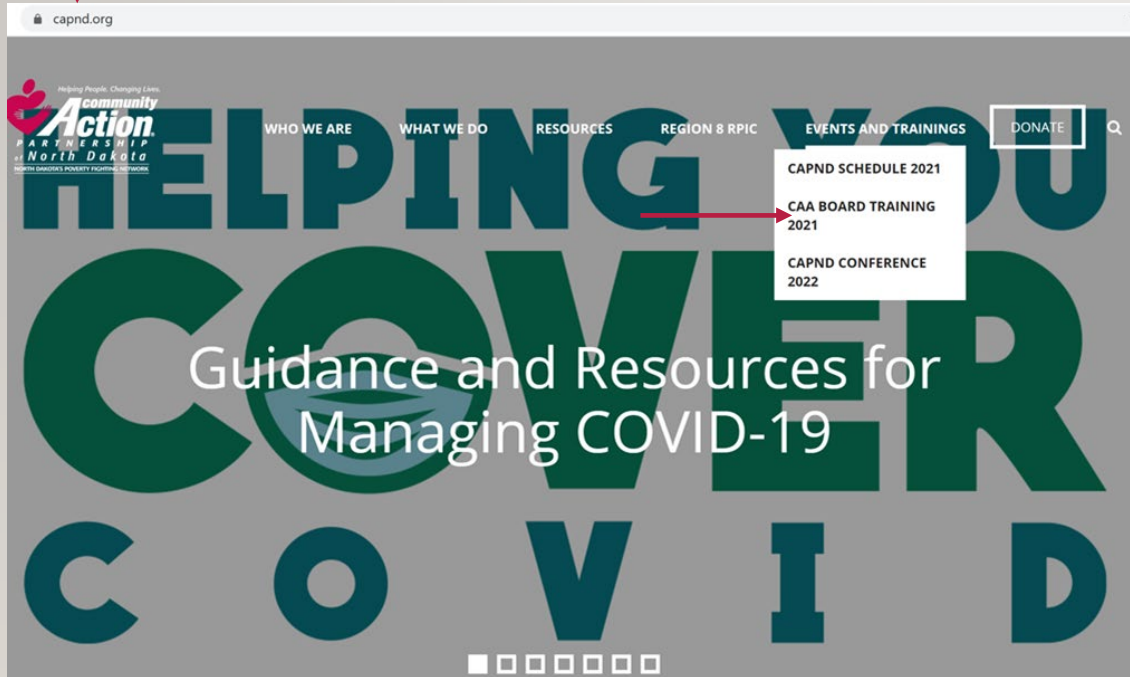 capnd.org
Helping People. Changing Lives.
community
Action
PARTNERSHIP
of North Dakota
NORTH DAKOTA'S POVERTY FIGHTING NETWORK
WHO WE ARE
WHAT WE DO
RESOURCES
REGION 8 RPIC
EVENTS AND TRAININGS
DONATE
CAPND SCHEDULE 2021
CAA BOARD TRAINING
2021
CAPND CONFERENCE
2022
HELPING YOU
COVER
Guidance and Resources for
Managing COVID-19
COVID